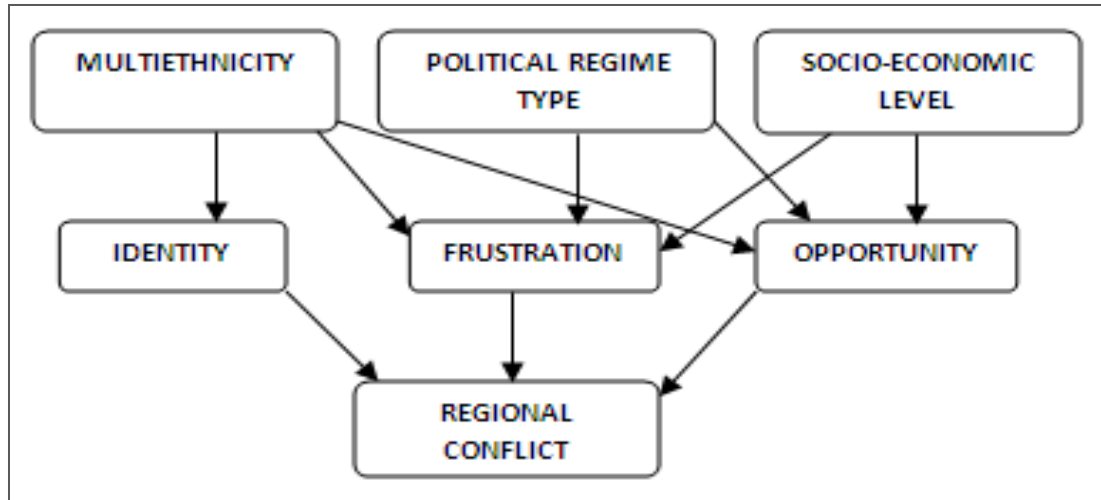 MULTIETHNICITY
POLITICAL REGIME
TYPE
SOCIO-ECONOMIC
LEVEL
IDENTITY
FRUSTRATION
OPPORTUNITY
REGIONAL
CONFLICT